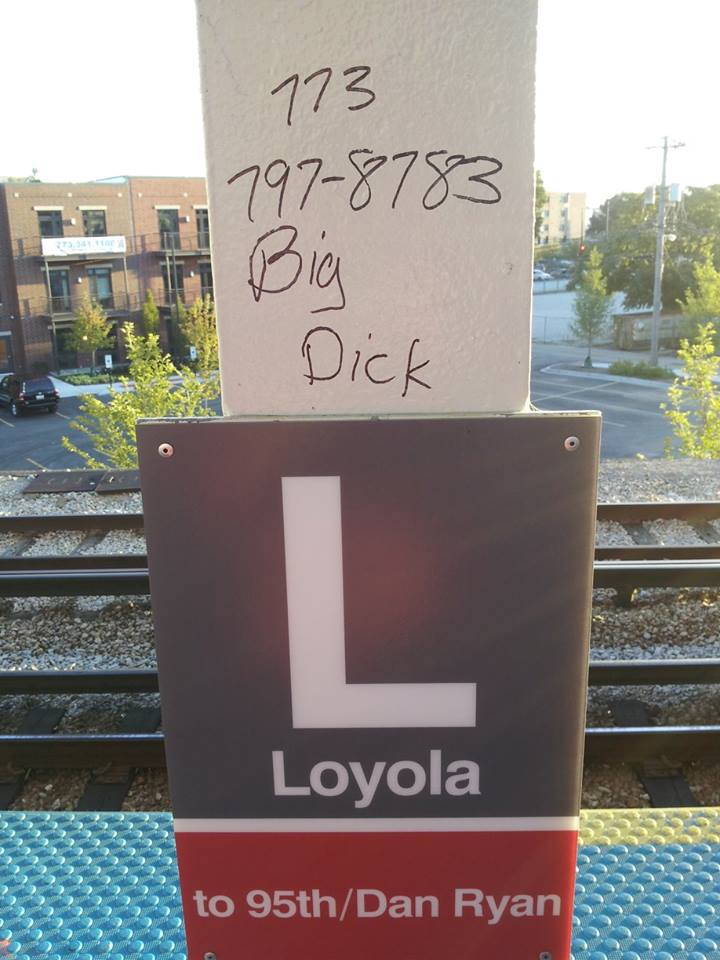 773
797-8783
Big
Dick
L
Loyola
to 95th/Dan Ryan